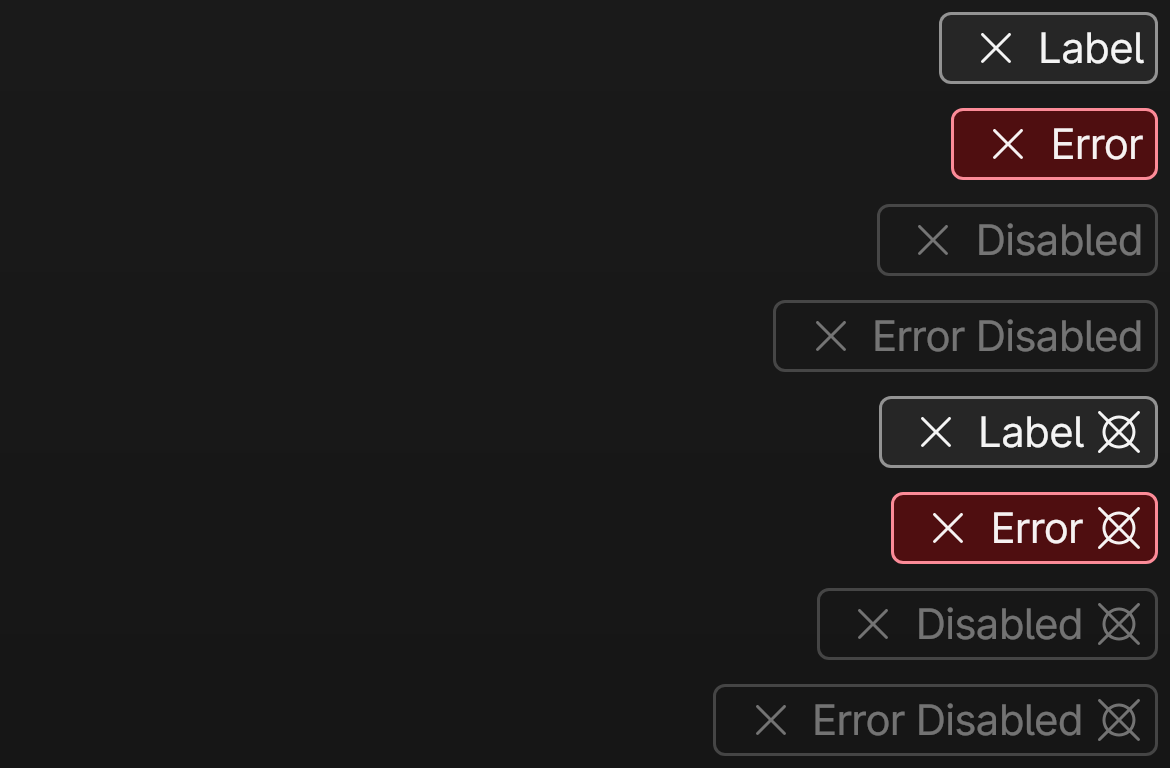 Label
Error
Disabled
Error Disabled
Label
Error
Disabled
Error Disabled